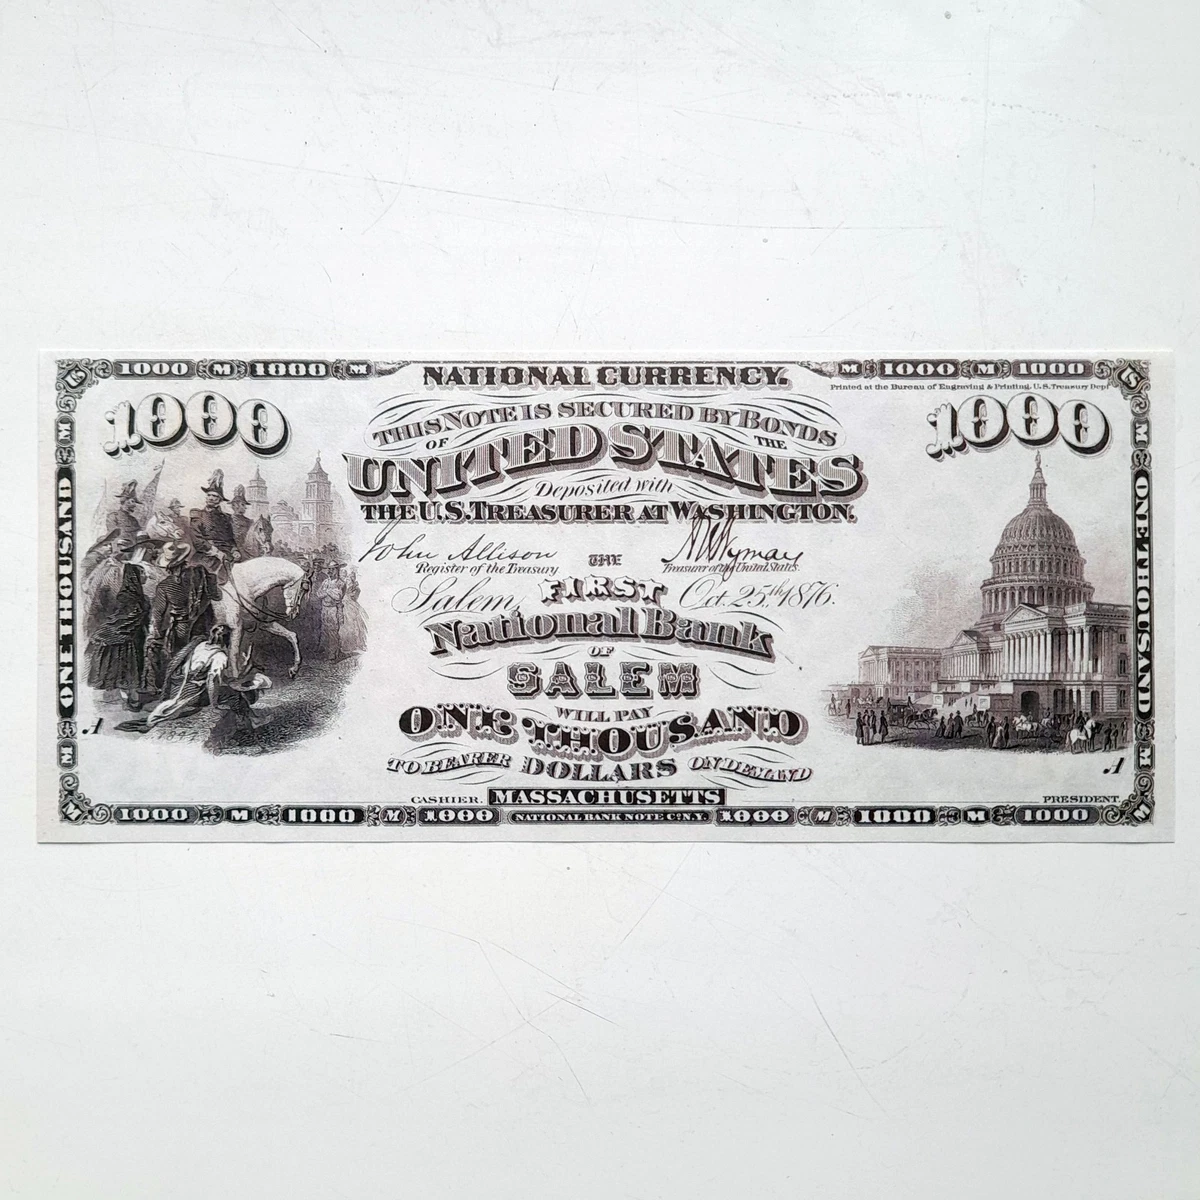 1000 M 1000 M
M 1000 M 1000
NATIONAL CURRENCY.
Printed at the Bureau of Engraving & Printing, U.S. Treasury Dept
1000
1000
THIS NOTE IS SECURED BY BONDS
OF THE
UNITED STATES
Deposited with
THE U.S. TREASURER AT WASHINGTON.
John Allison
Register of the Treasury
THE
Wyman
Treasurer of the United States.
Salem,
FIRST
Oct. 25th 1876.
National Bank
OF
SALEM
WILL PAY
ONE THOUSAND
TO BEARER DOLLARS ON DEMAND
A
A
CASHIER.
MASSACHUSETTS
PRESIDENT.
M ONE THOUSAND M
M ONE THOUSAND M
1000 M 1000 M 1000
NATIONAL BANK NOTE CO. N.Y.
1000 M 1000 M 1000
US
US